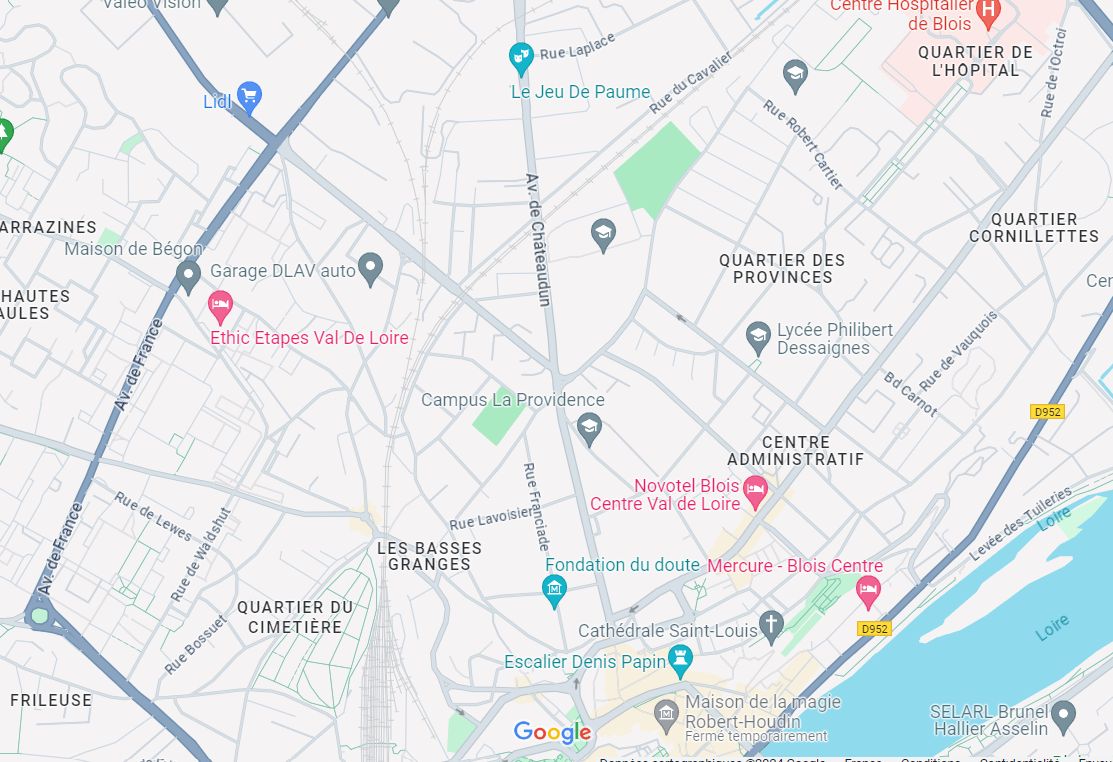 Valeo Vision
Centre Hospitalier
de Blois
QUARTIER DE
L'HÔPITAL
Rue de l'Octroi
Rue Laplace
Le Jeu De Paume
Rue du Cavalier
Lidl
Rue Robert Cartier
ARRAZINES
Maison de Bégon
Av. de Châteaudun
QUARTIER
CORNILLETTES
Garage DLAV auto
QUARTIER DES
PROVINCES
Cen
HAUTES
AULES
Ethic Etapes Val De Loire
Lycée Philibert
Dessaignes
Rue de Vauquois
Av. de France
Bd Carnot
Campus La Providence
D952
CENTRE
ADMINISTRATIF
Novotel Blois
Centre Val de Loire
Rue de Lewes
Rue Franciade
Rue Lavoisier
Levée des Tuileries
Loire
Av. de France
Rue de Waldshut
LES BASSES
GRANGES
Fondation du doute
Mercure - Blois Centre
QUARTIER DU
CIMETIÈRE
Rue Bossuet
Cathédrale Saint-Louis
D952
Loire
Escalier Denis Papin
FRILEUSE
Maison de la magie
Robert-Houdin
Fermé temporairement
SELARL Brunel
Hallier Asselin
Google
Données cartographiques ©2024 Google France Conditions Confidentialité Envoy